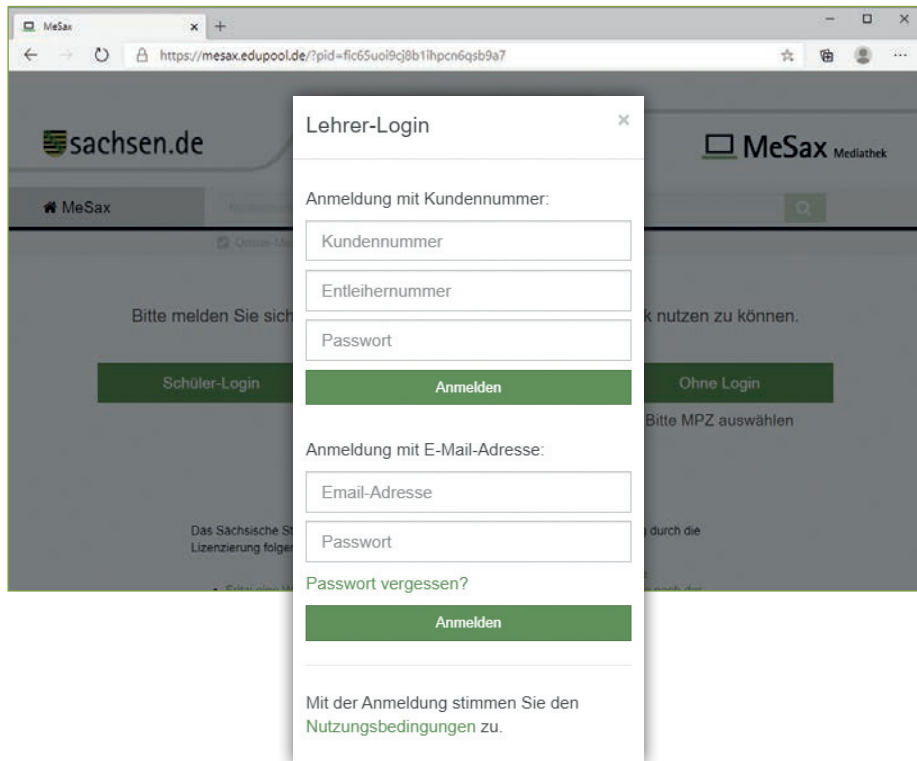 MeSax
https://mesax.edupool.de/?pid=fic65uoi9cj8b1ihpcn6qsb9a7
sachsen.de
MeSax Mediathek
MeSax
Online-Me
Bitte melden Sie sich
k nutzen zu können.
Schüler-Login
Ohne Login
Bitte MPZ auswählen
Das Sächsische St
durch die
Lizenzierung folge
Lehrer-Login
Anmeldung mit Kundennummer:
Kundennummer
Entleihernummer
Passwort
Anmelden
Anmeldung mit E-Mail-Adresse:
Email-Adresse
Passwort
Passwort vergessen?
Anmelden
Mit der Anmeldung stimmen Sie den
Nutzungsbedingungen zu.